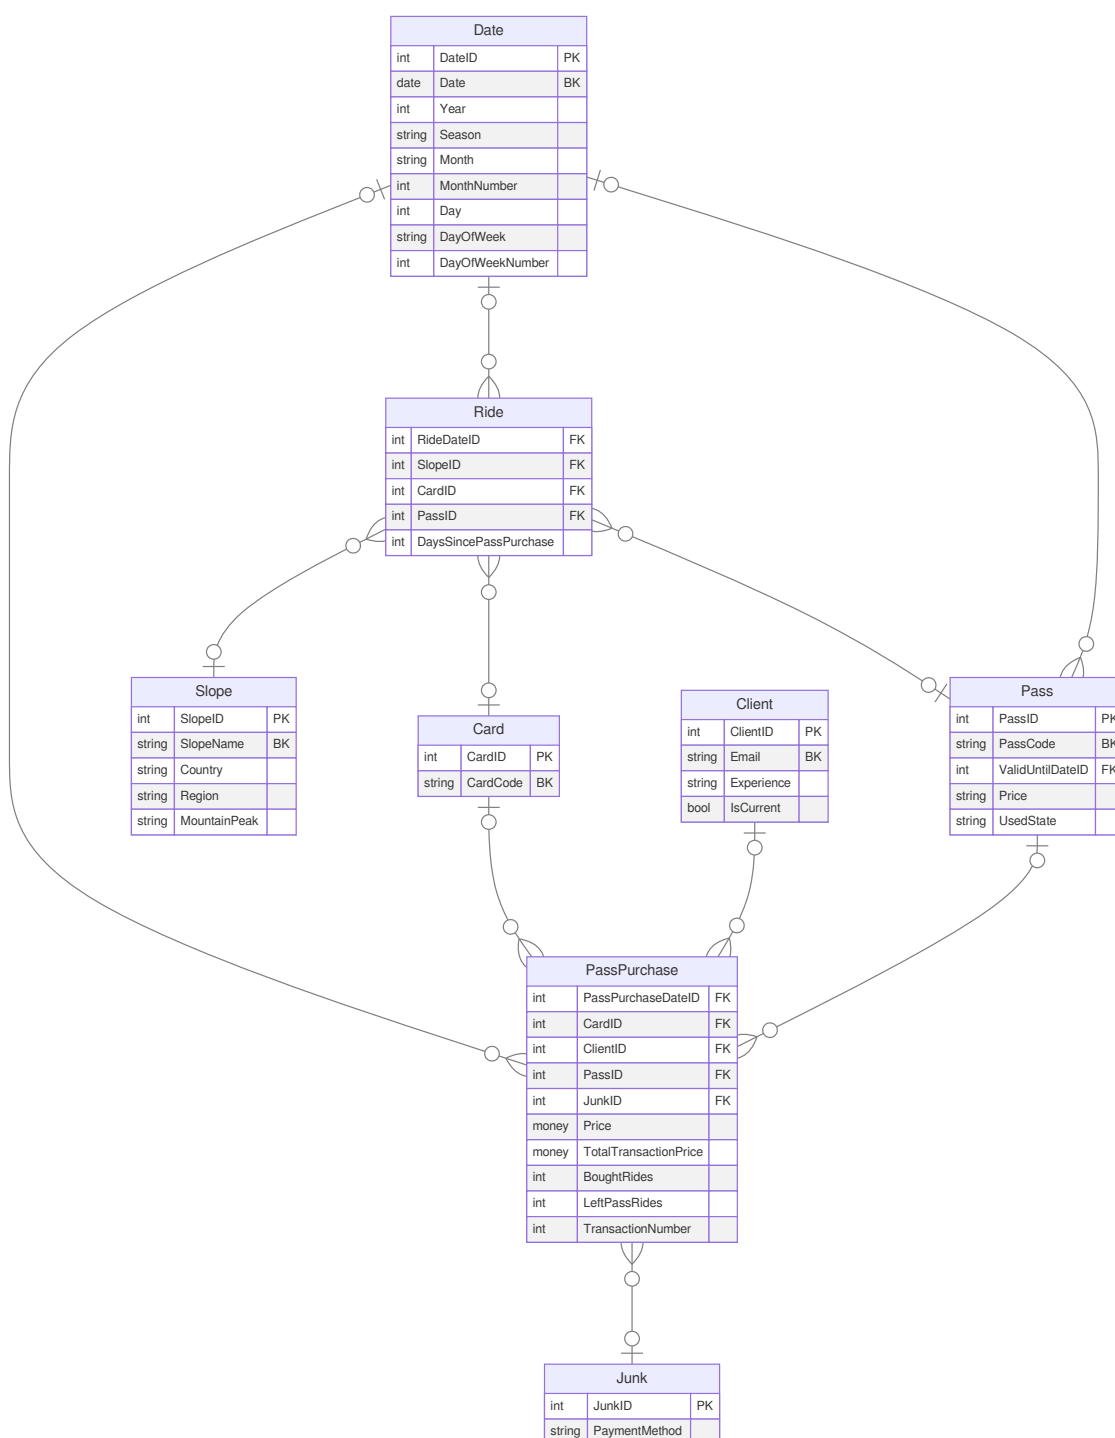 Date
int DateID PK
date Date BK
int Year
string Season
string Month
int MonthNumber
int Day
string DayOfWeek
int DayOfWeekNumber
Ride
int RideDateID FK
int SlopeID FK
int CardID FK
int PassID FK
int DaysSincePassPurchase
Slope
int SlopeID PK
string SlopeName BK
string Country
string Region
string MountainPeak
Card
int CardID PK
string CardCode BK
Client
int ClientID PK
string Email BK
string Experience
bool IsCurrent
Pass
int PassID PK
string PassCode BK
int ValidUntilDateID FK
string Price
string UsedState
PassPurchase
int PassPurchaseDateID FK
int CardID FK
int ClientID FK
int PassID FK
int JunkID FK
money Price
money TotalTransactionPrice
int BoughtRides
int LeftPassRides
int TransactionNumber
Junk
int JunkID PK
string PaymentMethod